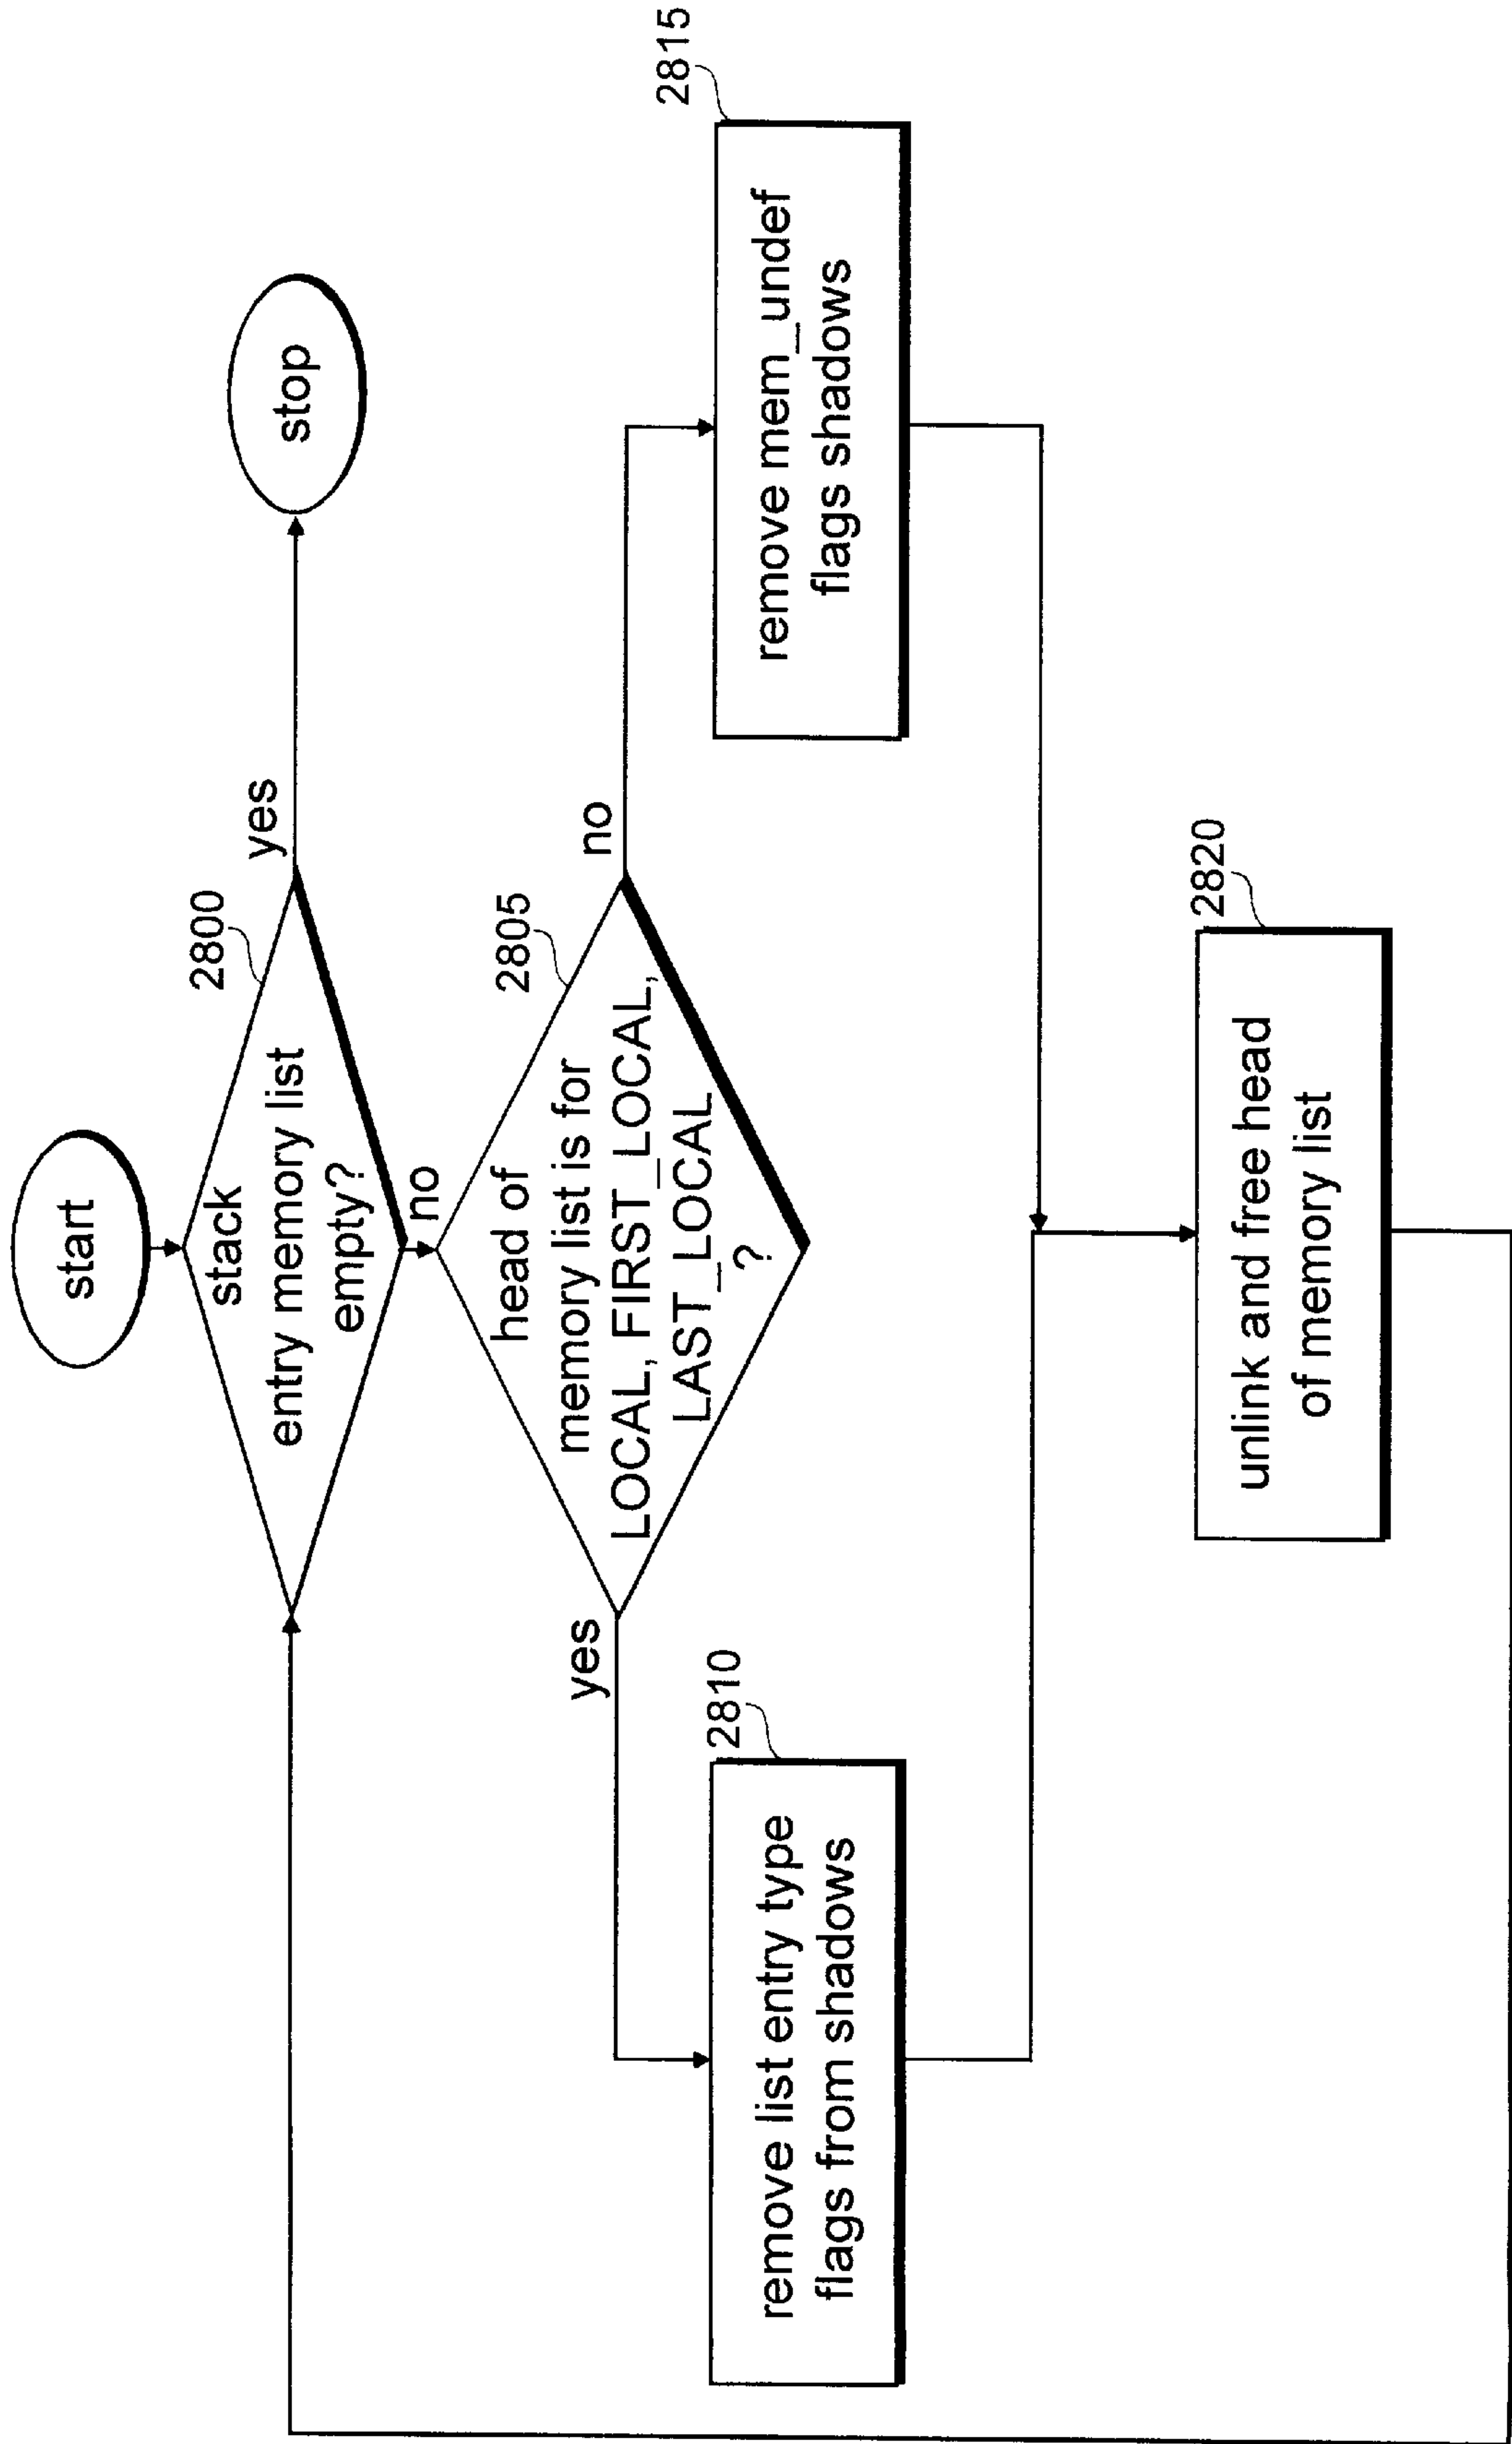 start
2800
stack
entry memory list
empty?
yes
stop
no
2805
head of
memory list is for
LOCAL, FIRST_LOCAL,
LAST_LOCAL
?
yes
no
2810
remove list entry type
flags from shadows
2815
remove mem_undef
flags shadows
2820
unlink and free head
of memory list